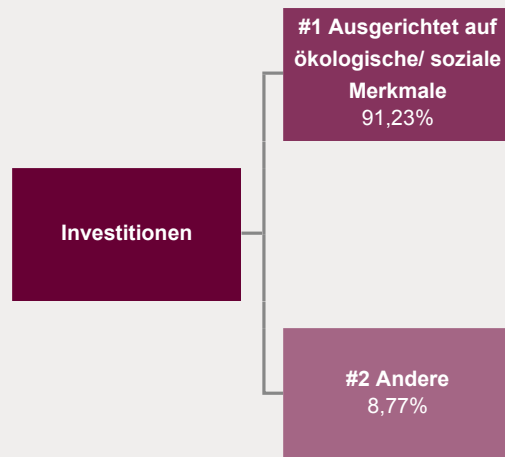 #1 Ausgerichtet auf
ökologische/ soziale
Merkmale
91,23%
Investitionen
#2 Andere
8,77%